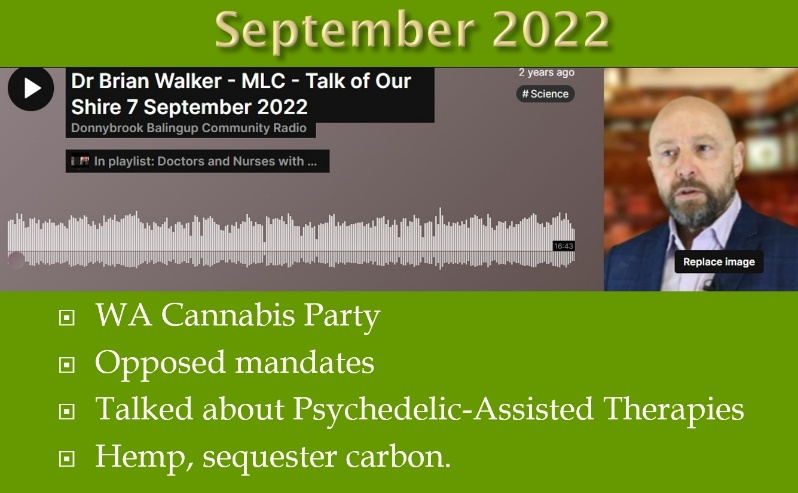 September 2022
Dr Brian Walker - MLC - Talk of Our
Shire 7 September 2022
Donnybrook Balingup Community Radio
In playlist: Doctors and Nurses with ...
2 years ago
# Science
16:43
Replace image
WA Cannabis Party
Opposed mandates
Talked about Psychedelic-Assisted Therapies
Hemp, sequester carbon.